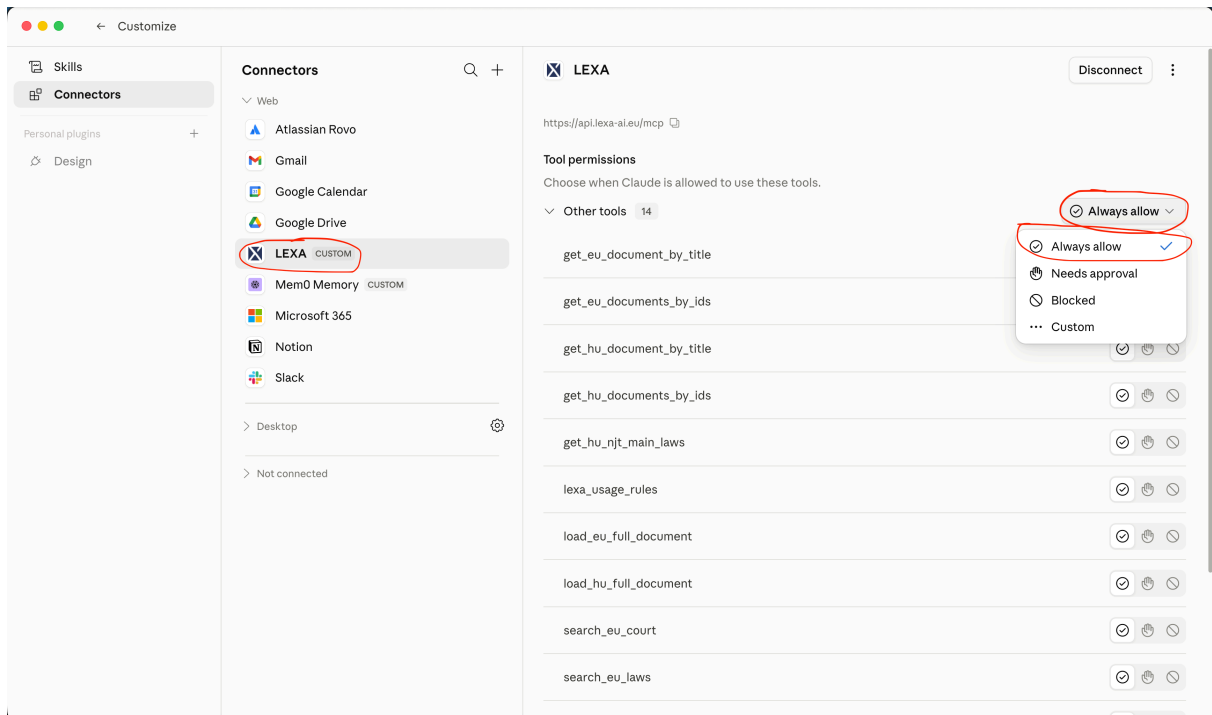 ← Customize
Skills
Connectors
Personal plugins +
Design
Connectors
Web
Atlassian Rovo
Gmail
Google Calendar
Google Drive
LEXA CUSTOM
Mem0 Memory CUSTOM
Microsoft 365
Notion
Slack
Desktop
Not connected
LEXA
Disconnect
https://api.lexa-ai.eu/mcp
Tool permissions
Choose when Claude is allowed to use these tools.
Other tools 14
Always allow
Always allow
Needs approval
Blocked
Custom
get_eu_document_by_title
get_eu_documents_by_ids
get_hu_document_by_title
get_hu_documents_by_ids
get_hu_njt_main_laws
lexa_usage_rules
load_eu_full_document
load_hu_full_document
search_eu_court
search_eu_laws